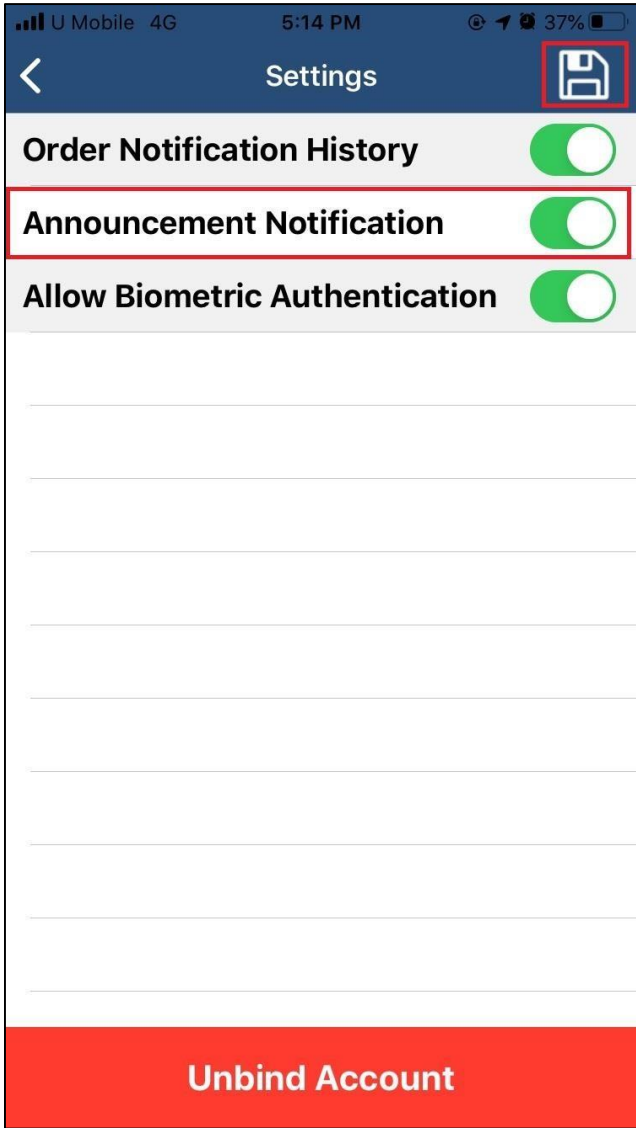 U Mobile 4G 5:14 PM 37%
Settings
Order Notification History
Announcement Notification
Allow Biometric Authentication
Unbind Account